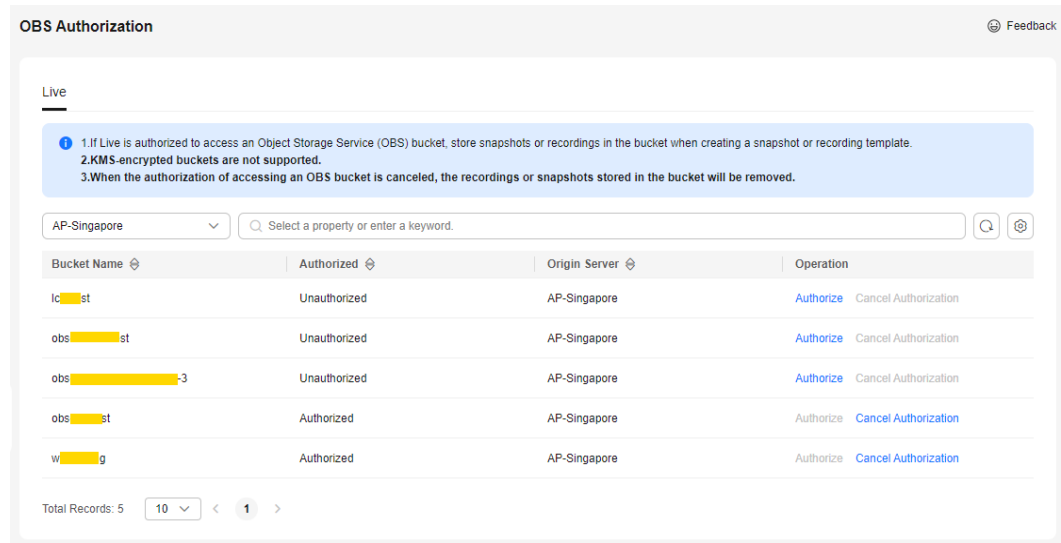 OBS Authorization
Feedback
Live
1.If Live is authorized to access an Object Storage Service (OBS) bucket, store snapshots or recordings in the bucket when creating a snapshot or recording template.
2.KMS-encrypted buckets are not supported.
3.When the authorization of accessing an OBS bucket is canceled, the recordings or snapshots stored in the bucket will be removed.
AP-Singapore Select a property or enter a keyword.
Bucket Name Authorized Origin Server Operation
lc st Unauthorized AP-Singapore Authorize Cancel Authorization
obs st Unauthorized AP-Singapore Authorize Cancel Authorization
obs -3 Unauthorized AP-Singapore Authorize Cancel Authorization
obs st Authorized AP-Singapore Authorize Cancel Authorization
w g Authorized AP-Singapore Authorize Cancel Authorization
Total Records: 5 10 < 1 >